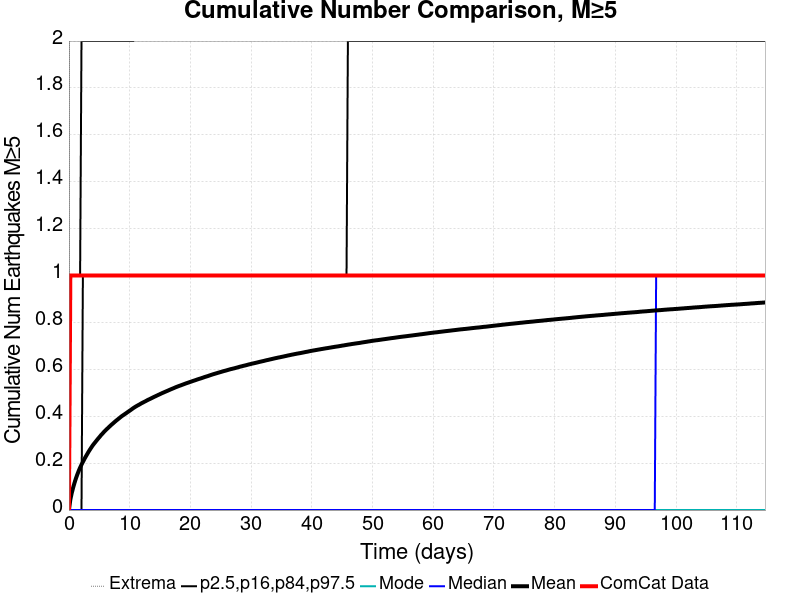 Cumulative Number Comparison, M≥5
Cumulative Num Earthquakes M≥5
2
1.8
1.6
1.4
1.2
1
0.8
0.6
0.4
0.2
0
0 10 20 30 40 50 60 70 80 90 100 110
Time (days)
Extrema p2.5,p16,p84,p97.5 Mode Median Mean ComCat Data